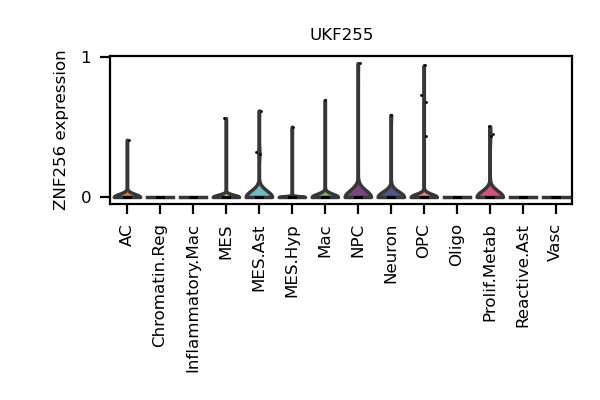 UKF255
ZNF256 expression
1
0
AC
Chromatin.Reg
Inflammatory.Mac
MES
MES.Ast
MES.Hyp
Mac
NPC
Neuron
OPC
Oligo
Prolif.Metab
Reactive.Ast
Vasc